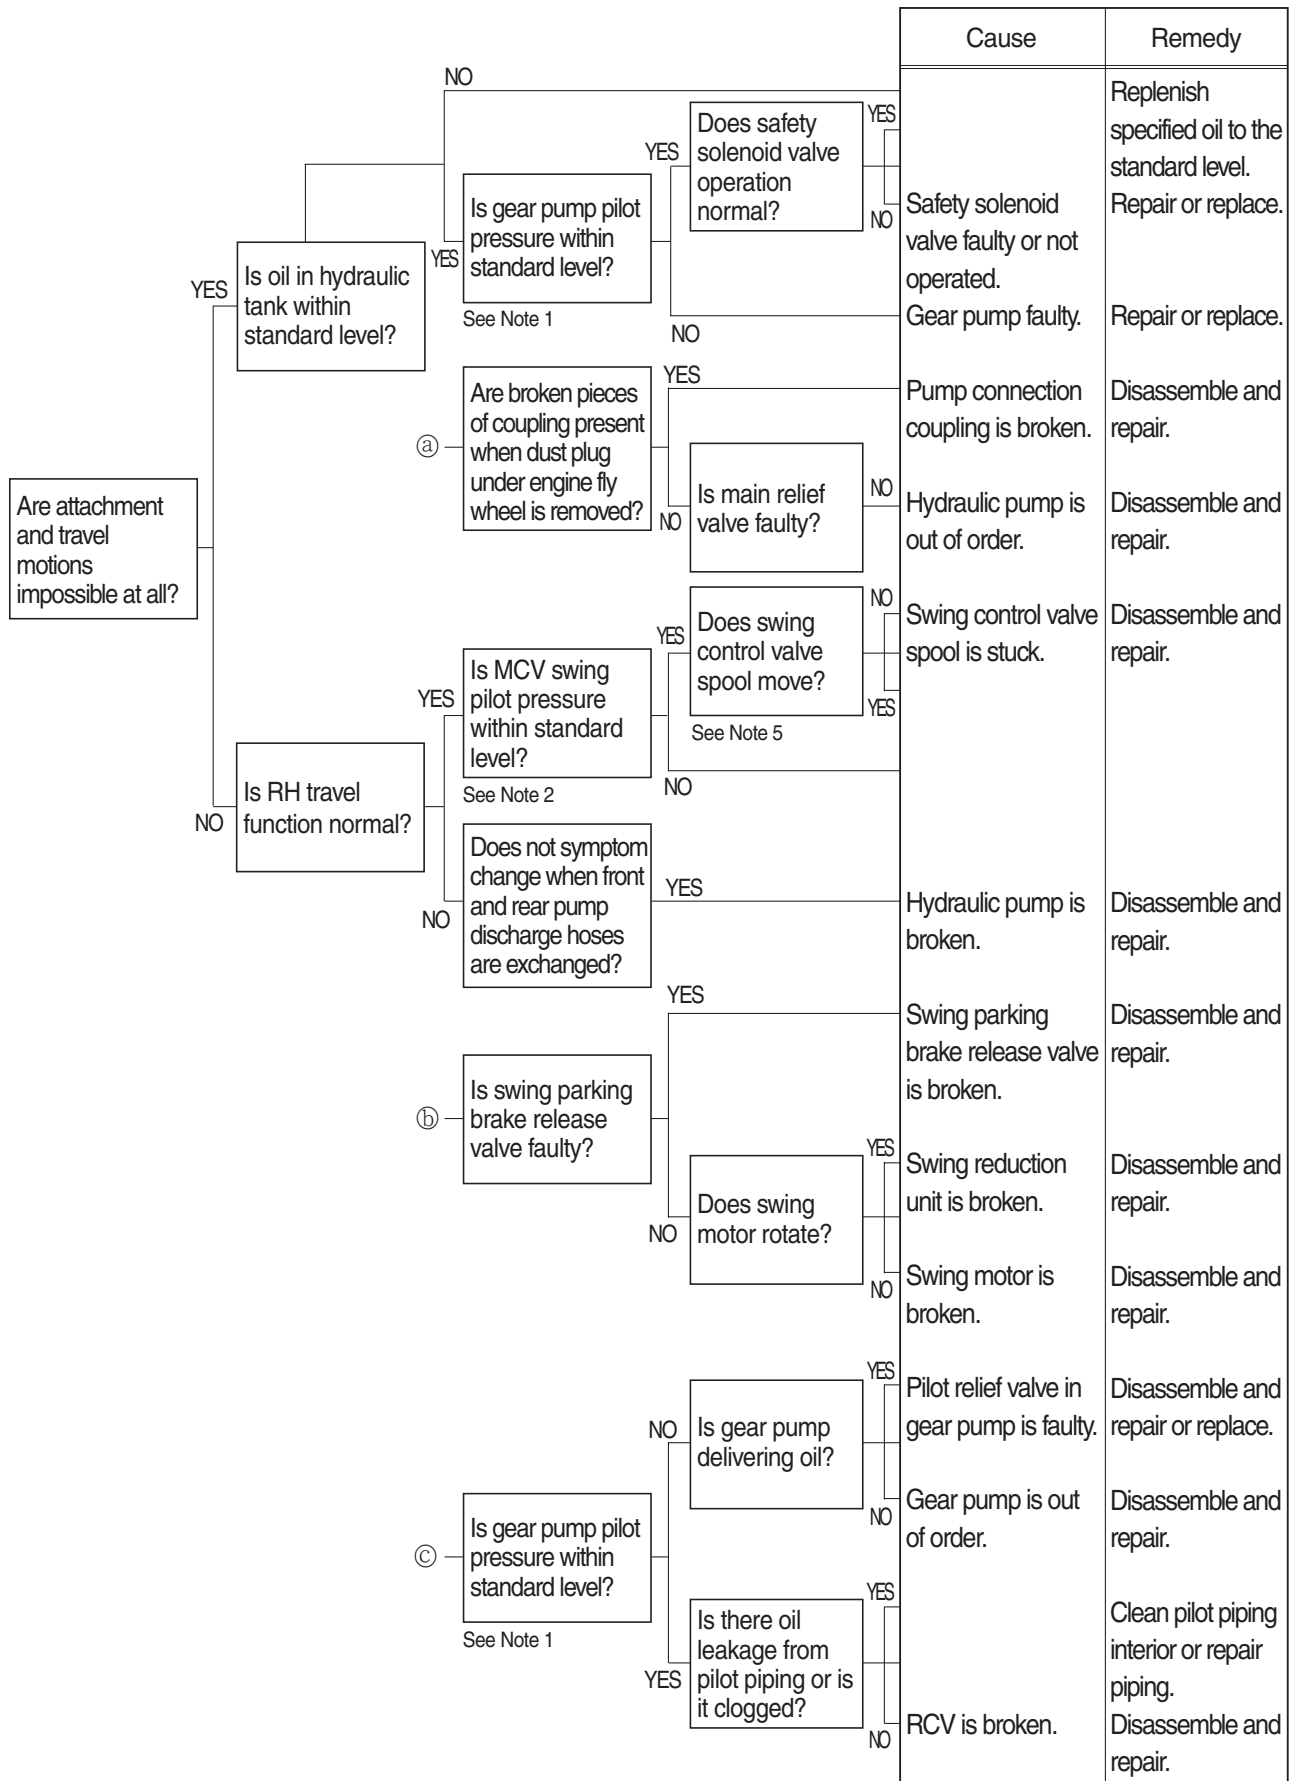 Cause
Remedy
NO
Replenish
specified oil to the
standard level.
YES
Does safety
solenoid valve
operation
normal?
YES
NO
Safety solenoid
valve faulty or not
operated.
Repair or replace.
Is gear pump pilot
pressure within
standard level?
YES
See Note 1
NO
Gear pump faulty.
Repair or replace.
YES
Is oil in hydraulic
tank within
standard level?
ⓐ
Are broken pieces
of coupling present
when dust plug
under engine fly
wheel is removed?
YES
Pump connection
coupling is broken.
Disassemble and
repair.
NO
Is main relief
valve faulty?
NO
Hydraulic pump is
out of order.
Disassemble and
repair.
Are attachment
and travel
motions
impossible at all?
YES
Does swing
control valve
spool move?
See Note 5
NO
YES
Swing control valve
spool is stuck.
Disassemble and
repair.
YES
Is MCV swing
pilot pressure
within standard
level?
See Note 2
NO
NO
Is RH travel
function normal?
NO
Does not symptom
change when front
and rear pump
discharge hoses
are exchanged?
YES
Hydraulic pump is
broken.
Disassemble and
repair.
ⓑ
Is swing parking
brake release
valve faulty?
YES
Swing parking
brake release valve
is broken.
Disassemble and
repair.
NO
Does swing
motor rotate?
YES
Swing reduction
unit is broken.
Disassemble and
repair.
NO
Swing motor is
broken.
Disassemble and
repair.
ⓒ
Is gear pump pilot
pressure within
standard level?
See Note 1
NO
Is gear pump
delivering oil?
YES
Pilot relief valve in
gear pump is faulty.
Disassemble and
repair or replace.
NO
Gear pump is out
of order.
Disassemble and
repair.
YES
Is there oil
leakage from
pilot piping or is
it clogged?
YES
Clean pilot piping
interior or repair
piping.
NO
RCV is broken.
Disassemble and
repair.